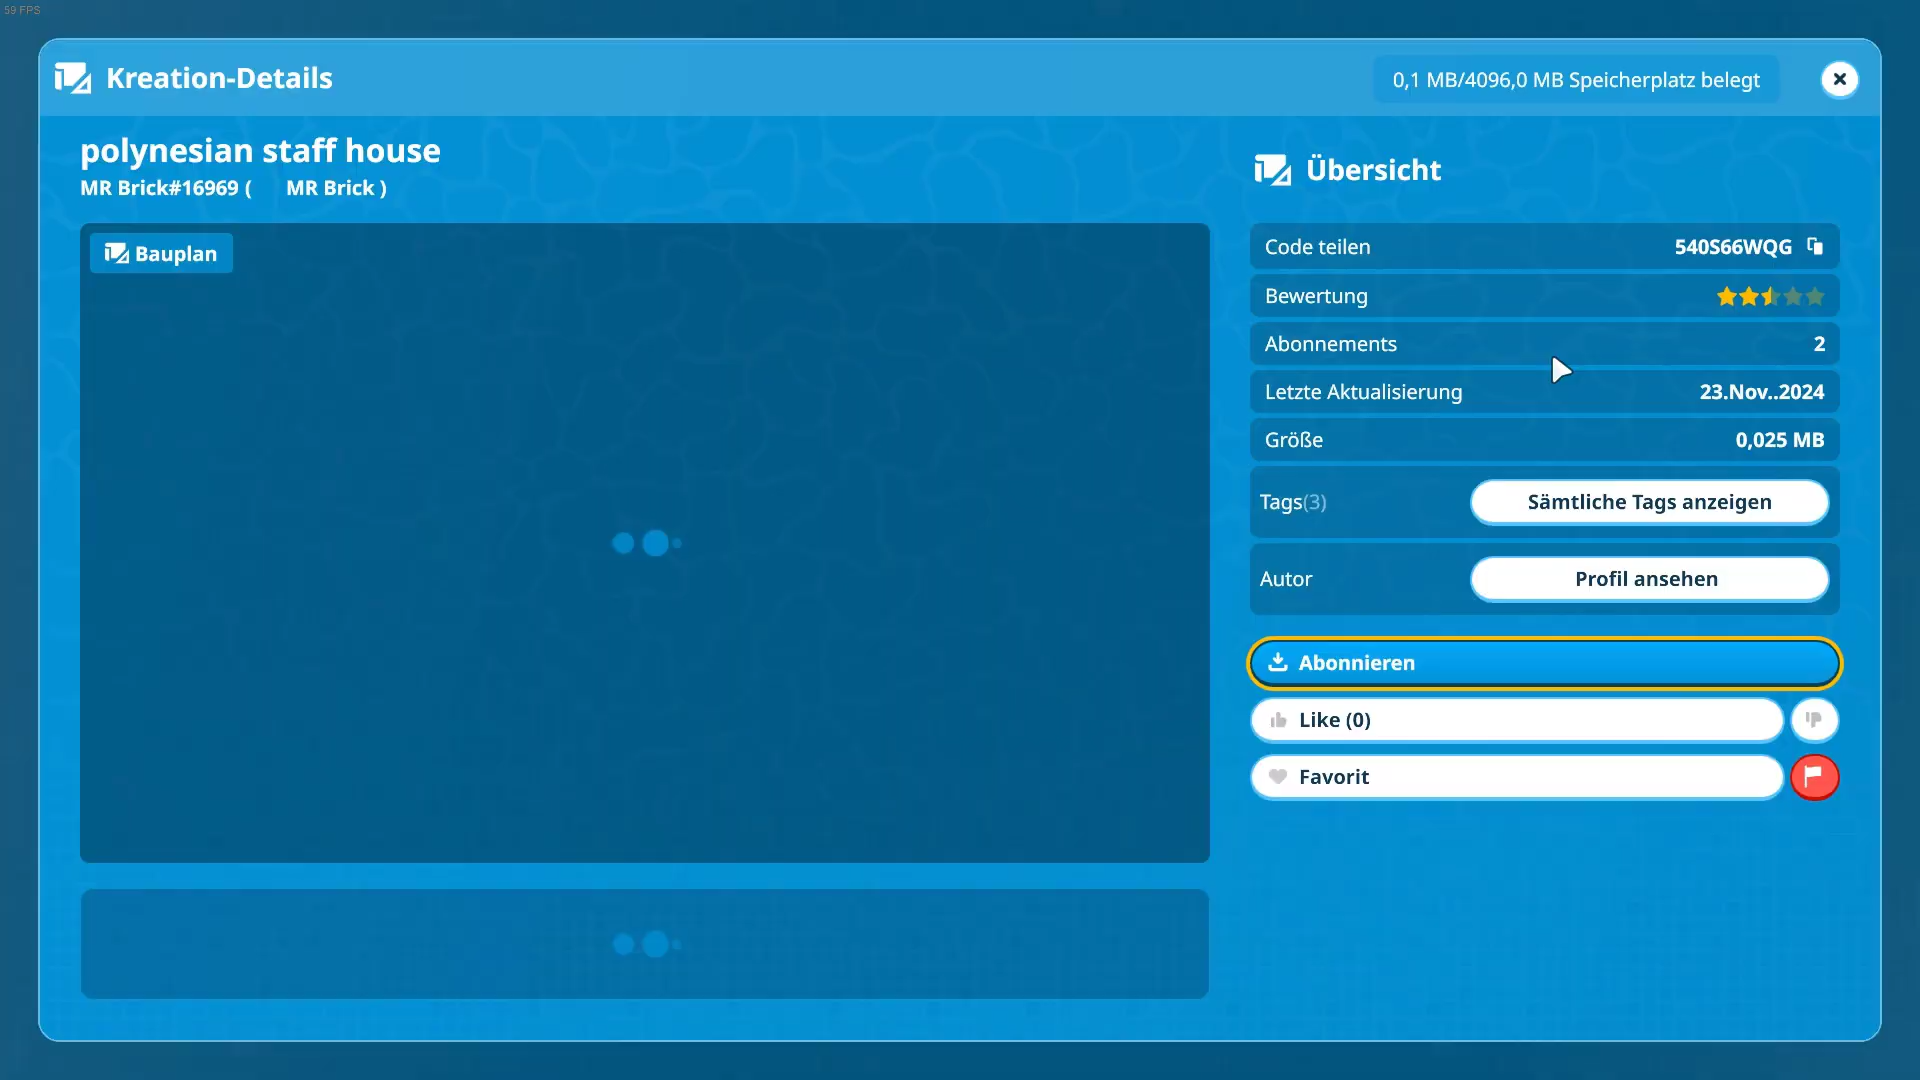 59 FPS
Kreation-Details
0,1 MB/4096,0 MB Speicherplatz belegt
polynesian staff house
MR Brick#16969 ( MR Brick )
Bauplan
Übersicht
Code teilen 540S66WQG
Bewertung
Abonnements 2
Letzte Aktualisierung 23.Nov..2024
Größe 0,025 MB
Tags(3) Sämtliche Tags anzeigen
Autor Profil ansehen
Abonnieren
Like (0)
Favorit